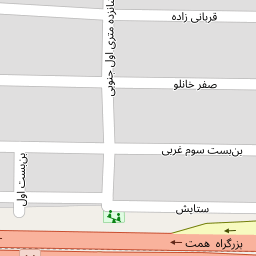 قربانی زاده
شانزده متری اول جنوبی
صفر خانلو
بن‌بست سوم غربی
بن‌بست اول
ستایش
بزرگراه همت